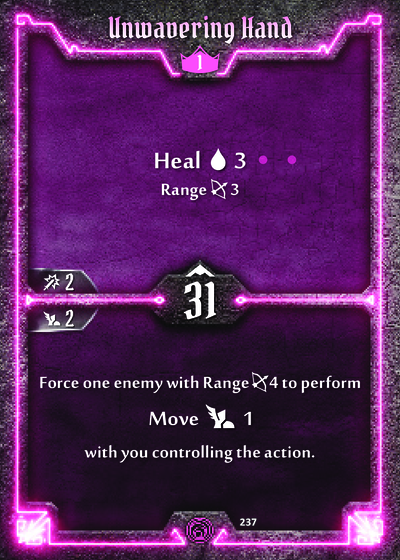 Unwavering Hand
1
Heal 3
Range 3
2
31
2
Force one enemy with Range 4 to perform
Move 1
with you controlling the action.
237